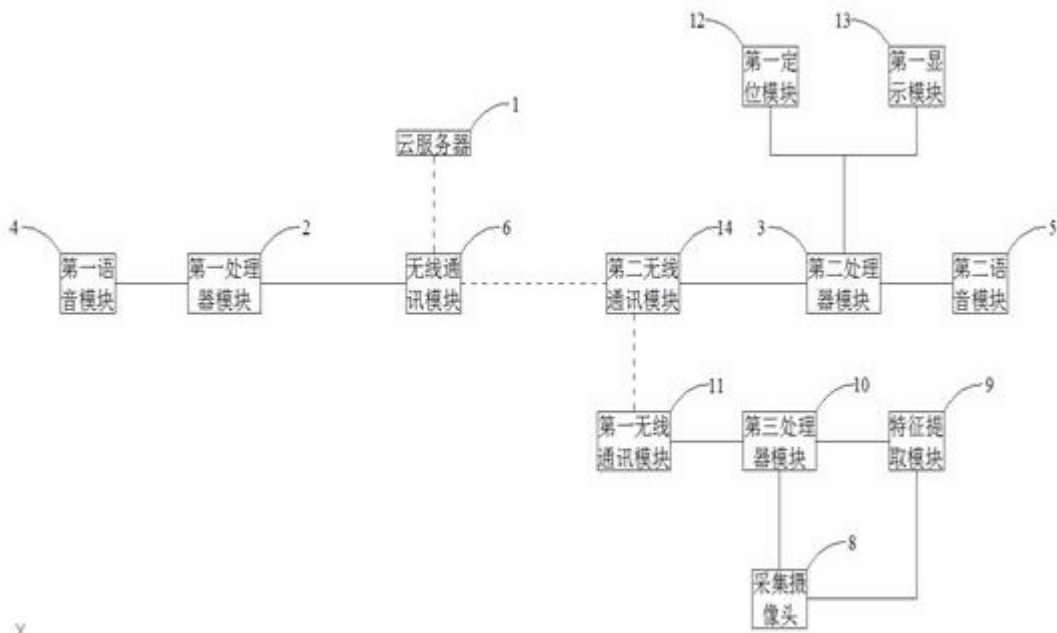 12
13
第一定
位模块
第一显
示模块
1
云服务器
4
2
6
14
3
5
第一语
音模块
第一处理
器模块
无线通
讯模块
第二无线
通讯模块
第二处理
器模块
第二语
音模块
11
10
9
第一无线
通讯模块
第三处理
器模块
特征提
取模块
8
采集摄
像头